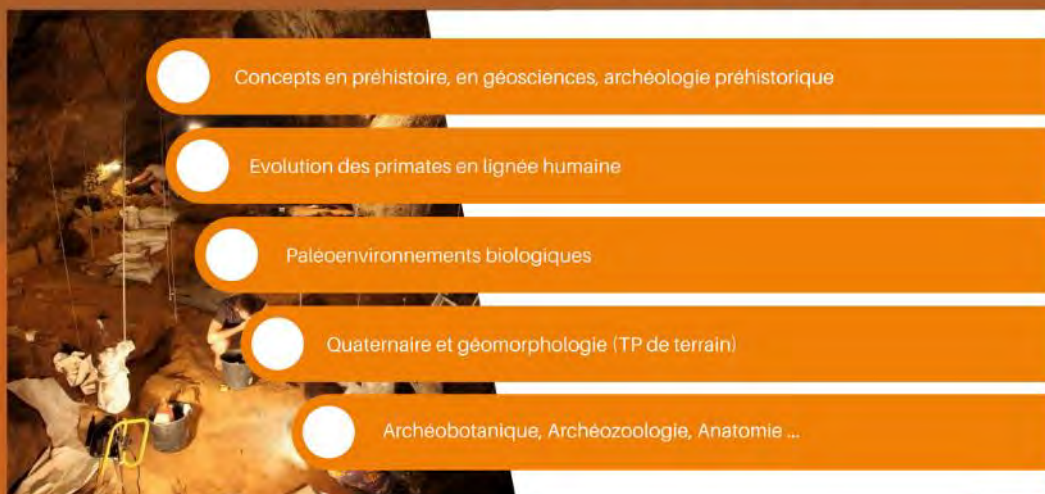 Concepts en préhistoire, en géosciences, archéologie préhistorique
Evolution des primates en lignée humaine
Paléoenvironnements biologiques
Quaternaire et géomorphologie (TP de terrain)
Archéobotanique, Archéozoologie, Anatomie ...